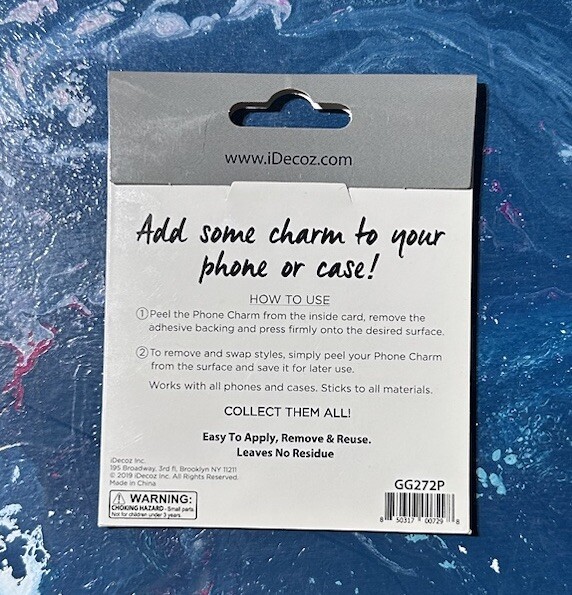 www.iDecoz.com
Add some charm to your
phone or case!
HOW TO USE
① Peel the Phone Charm from the inside card, remove the
adhesive backing and press firmly onto the desired surface.
② To remove and swap styles, simply peel your Phone Charm
from the surface and save it for later use.
Works with all phones and cases. Sticks to all materials.
COLLECT THEM ALL!
Easy To Apply, Remove & Reuse.
Leaves No Residue
iDecoz Inc.
195 Broadway, 3rd fl, Brooklyn NY 11211
© 2019 iDecoz Inc. All Rights Reserved.
Made in China
WARNING:
CHOKING HAZARD - Small parts.
Not for children under 3 years.
GG272P
8 50317 00729 8